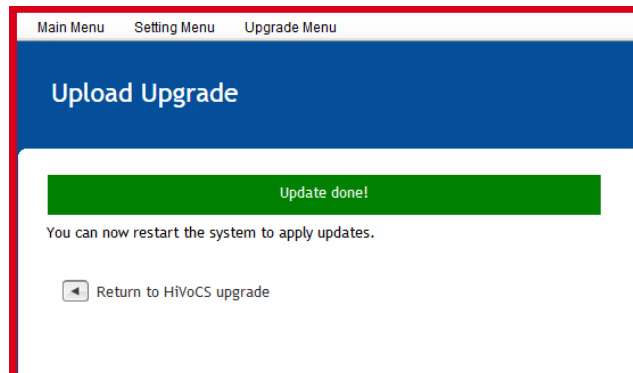 Main Menu Setting Menu Upgrade Menu
Upload Upgrade
Update done!
You can now restart the system to apply updates.
Return to HiVoCS upgrade